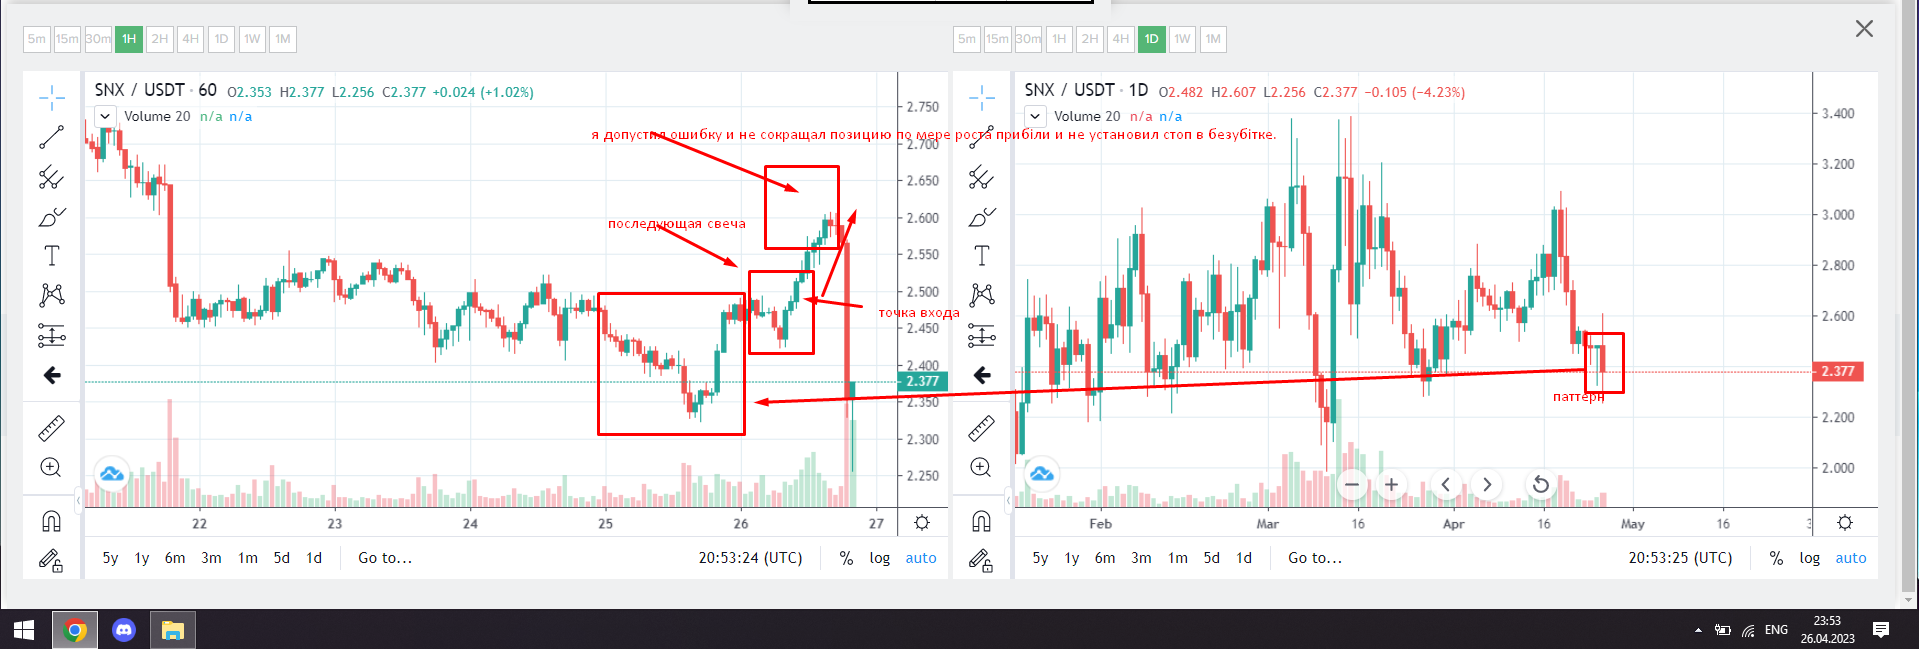 5m 15m 30m 1H 2H 4H 1D 1W 1M
SNX / USDT · 60 O2.353 H2.377 L2.256 C2.377 +0.024 (+1.02%)
Volume 20 n/a n/a
я допустил ошибку и не сокращал позицию по мере роста прибіли и не установил стоп в безубітке.
последующая свеча
точка входа
2.750
2.700
2.650
2.600
2.550
2.500
2.450
2.400
2.377
2.300
2.250
22 23 24 25 26 27
5y 1y 6m 3m 1m 5d 1d Go to... 20:53:24 (UTC) % log auto
5m 15m 30m 1H 2H 4H 1D 1W 1M
SNX / USDT · 1D O2.482 H2.607 L2.256 C2.377 −0.105 (−4.23%)
Volume 20 n/a n/a
паттерн
3.400
3.200
3.000
2.800
2.600
2.377
2.200
2.000
Feb Mar 16 Apr 16 May 16
5y 1y 6m 3m 1m 5d 1d Go to... 20:53:25 (UTC) % log auto
ENG
23:53
26.04.2023